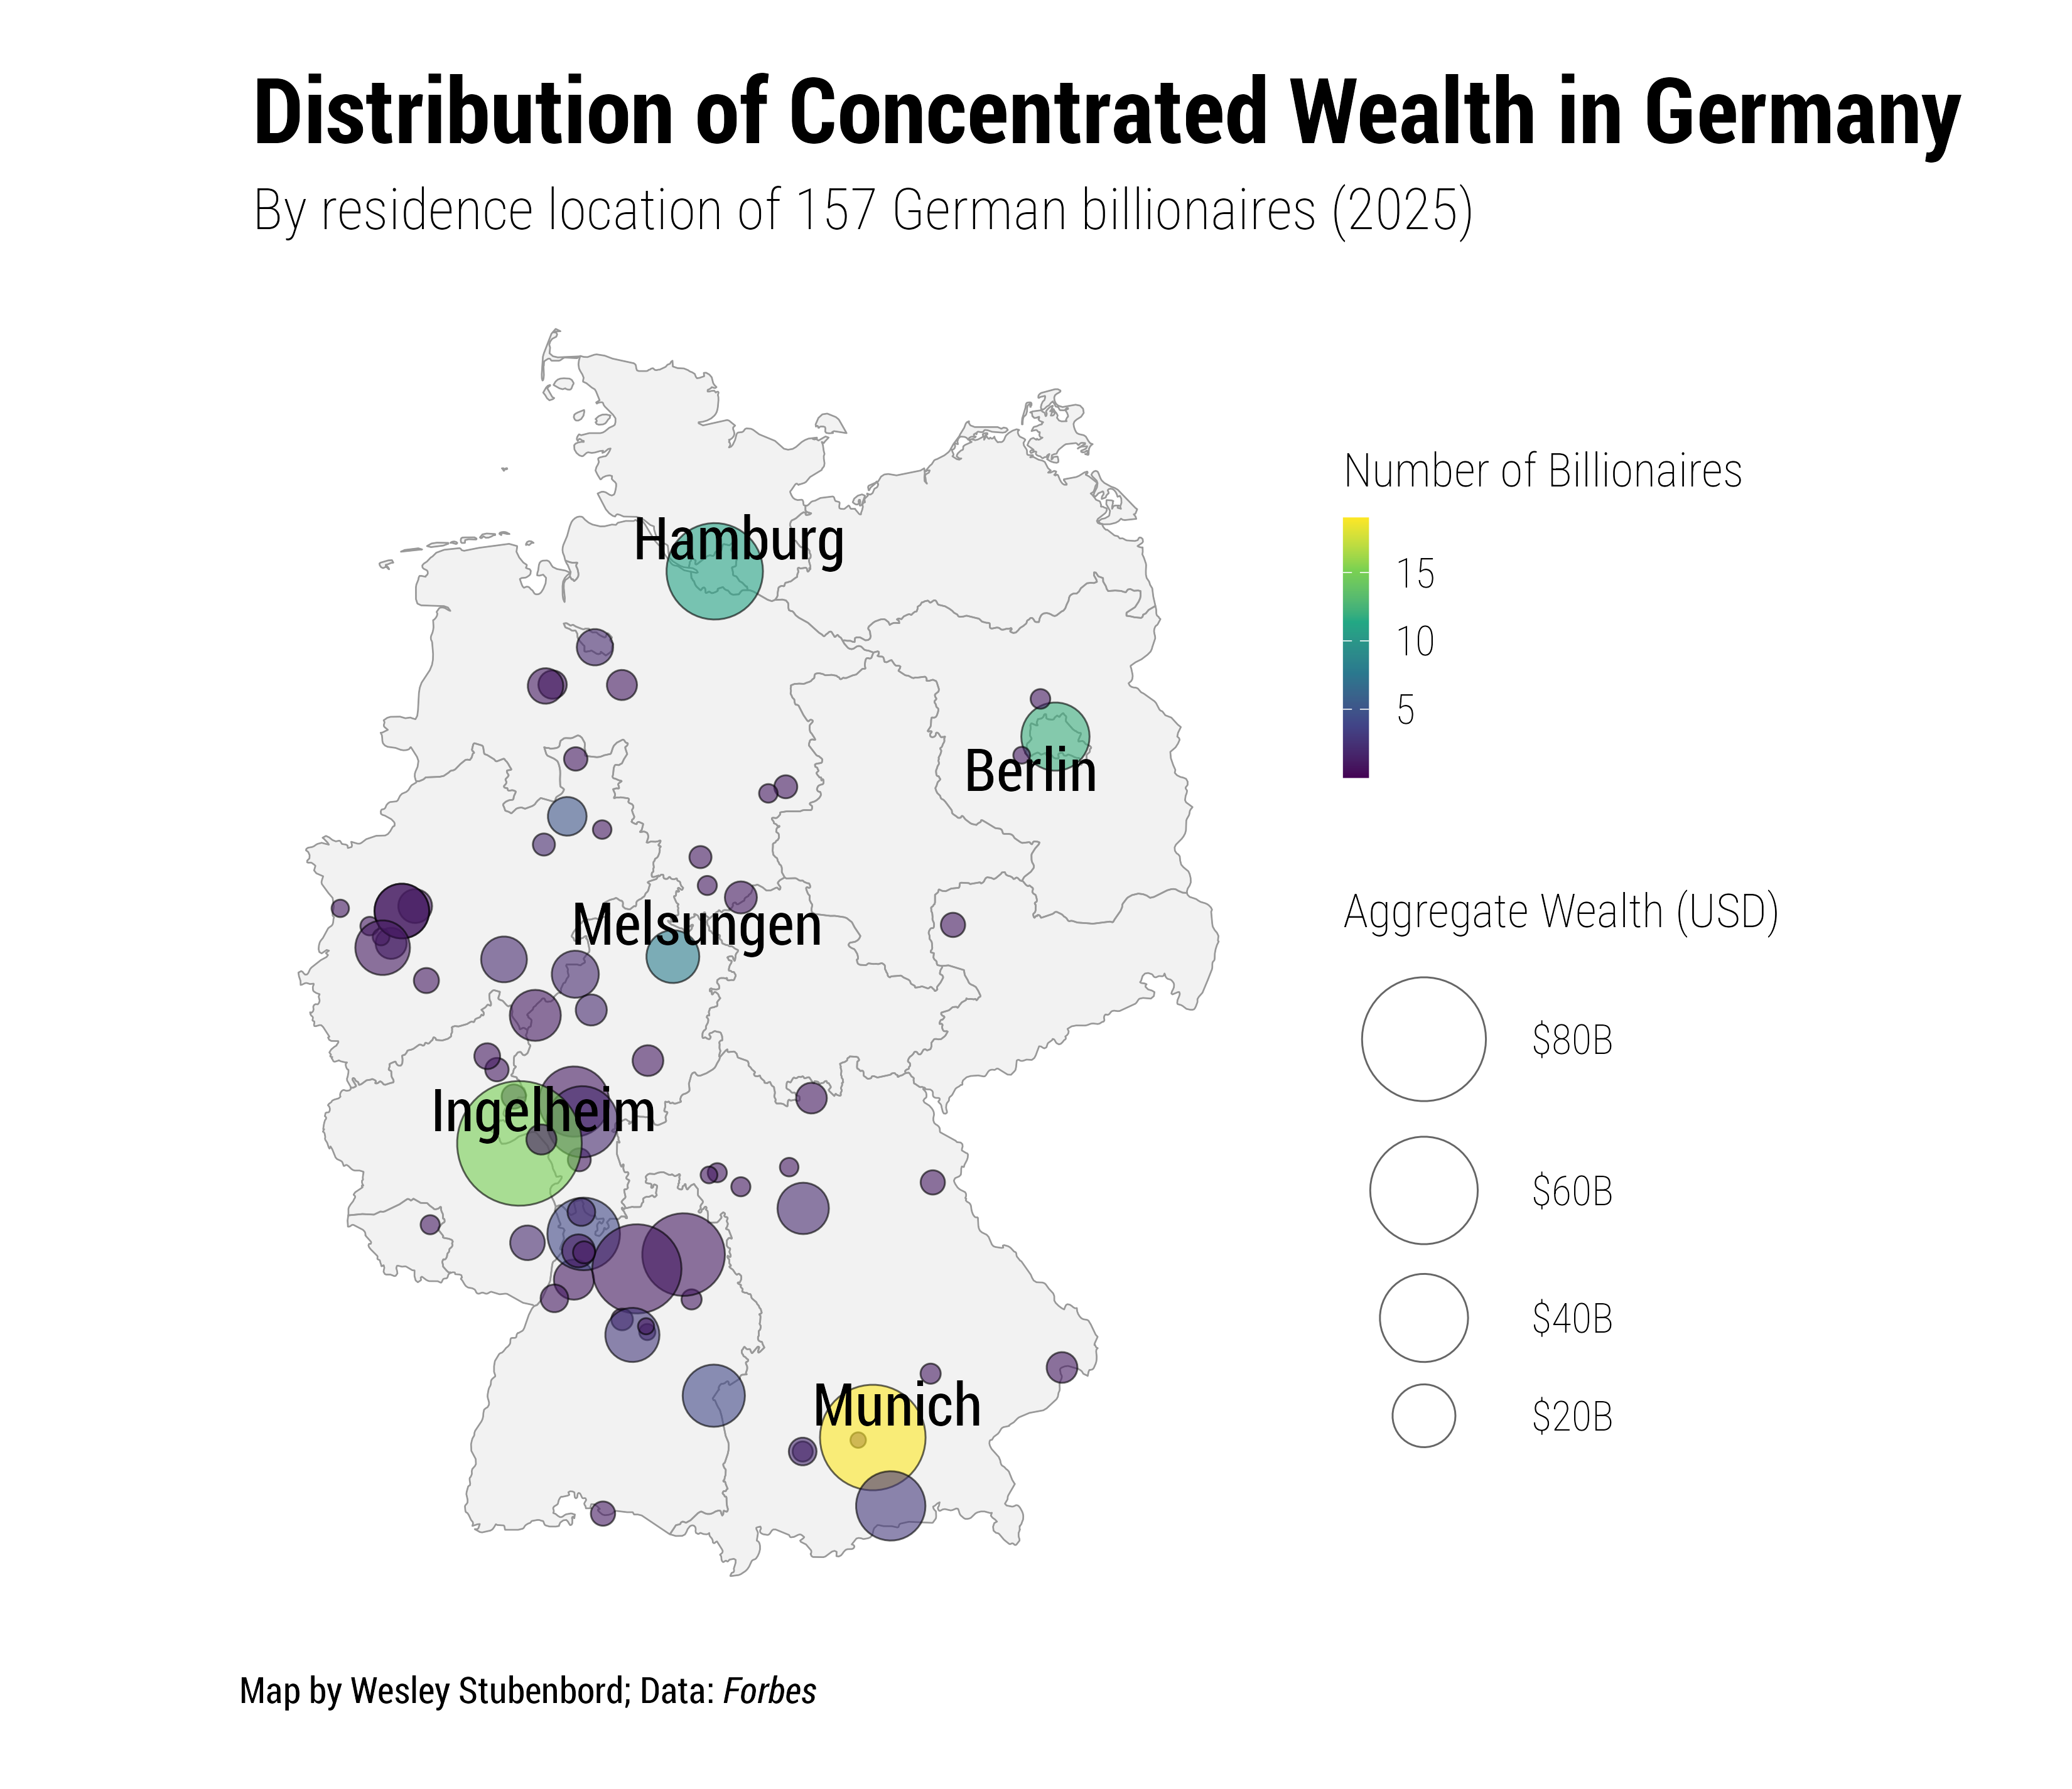 Distribution of Concentrated Wealth in Germany
By residence location of 157 German billionaires (2025)
Hamburg
Berlin
Melsungen
Ingelheim
Munich
Number of Billionaires
15
10
5
Aggregate Wealth (USD)
$80B
$60B
$40B
$20B
Map by Wesley Stubenbord; Data: Forbes